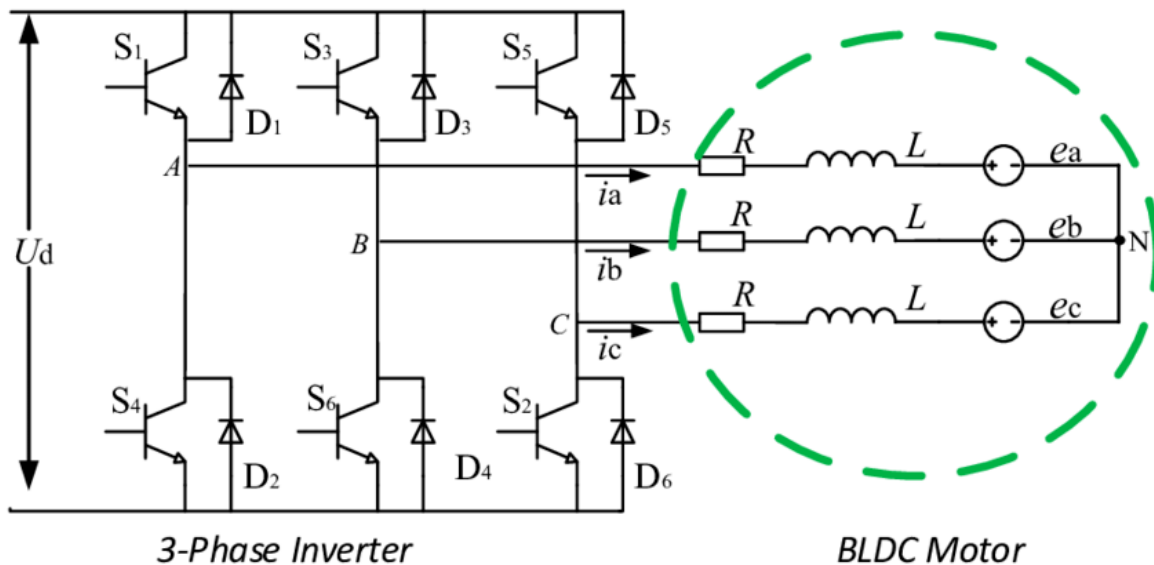 S1 S3 S5
D1 D3 D5
A R L ea
ia
Ud B R L eb N
ib
C R L ec
ic
S4 S6 S2
D2 D4 D6
3-Phase Inverter BLDC Motor